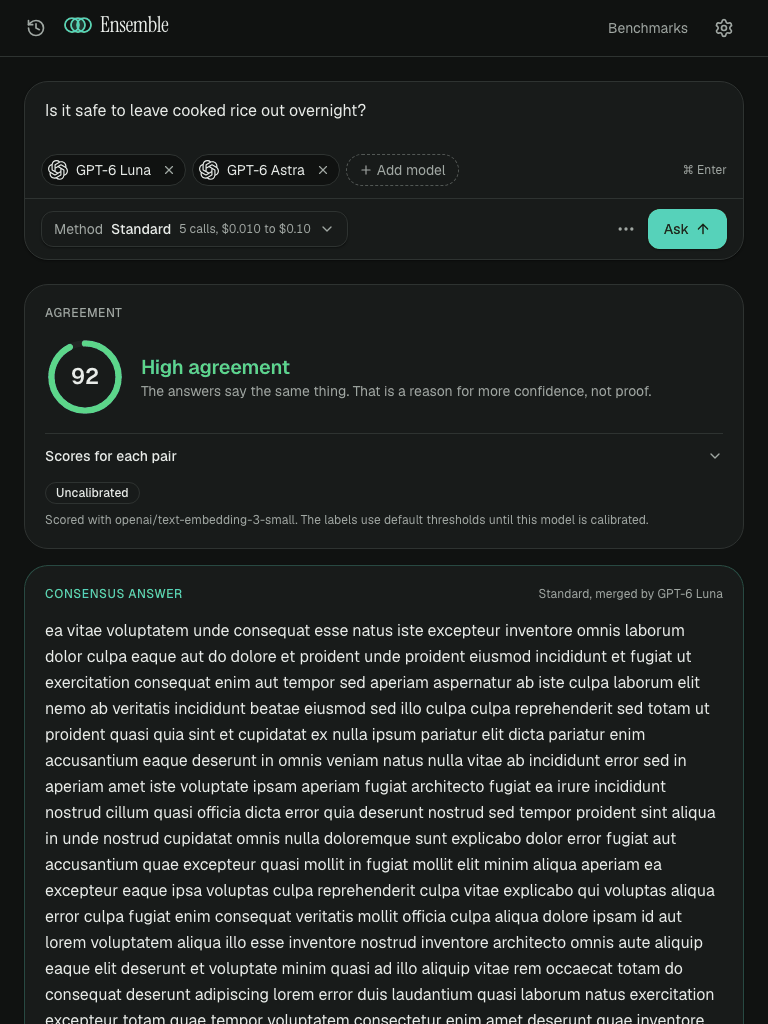 Ensemble
Benchmarks
Is it safe to leave cooked rice out overnight?
GPT-6 Luna
GPT-6 Astra
+ Add model
⌘ Enter
Method Standard 5 calls, $0.010 to $0.10
Ask
AGREEMENT
92
High agreement
The answers say the same thing. That is a reason for more confidence, not proof.
Scores for each pair
Uncalibrated
Scored with openai/text-embedding-3-small. The labels use default thresholds until this model is calibrated.
CONSENSUS ANSWER
Standard, merged by GPT-6 Luna
ea vitae voluptatem unde consequat esse natus iste excepteur inventore omnis laborum
dolor culpa eaque aut do dolore et proident unde proident eiusmod incididunt et fugiat ut
exercitation consequat enim aut tempor sed aperiam aspernatur ab iste culpa laborum elit
nemo ab veritatis incididunt beatae eiusmod sed illo culpa culpa reprehenderit sed totam ut
proident quasi quia sint et cupidatat ex nulla ipsum pariatur elit dicta pariatur enim
accusantium eaque deserunt in omnis veniam natus nulla vitae ab incididunt error sed in
aperiam amet iste voluptate ipsam aperiam fugiat architecto fugiat ea irure incididunt
nostrud cillum quasi officia dicta error quia deserunt nostrud sed tempor proident sint aliqua
in unde nostrud cupidatat omnis nulla doloremque sunt explicabo dolor error fugiat aut
accusantium quae excepteur quasi mollit in fugiat mollit elit minim aliqua aperiam ea
excepteur eaque ipsa voluptas culpa reprehenderit culpa vitae explicabo qui voluptas aliqua
error culpa fugiat enim consequat veritatis mollit officia culpa aliqua dolore ipsam id aut
lorem voluptatem aliqua illo esse inventore nostrud inventore architecto omnis aute aliquip
eaque elit deserunt et voluptate minim quasi ad illo aliquip vitae rem occaecat totam do
consequat deserunt adipiscing lorem error duis laudantium quasi laborum natus exercitation
excepteur totam quae tempor voluptatem consectetur enim amet deserunt quae inventore